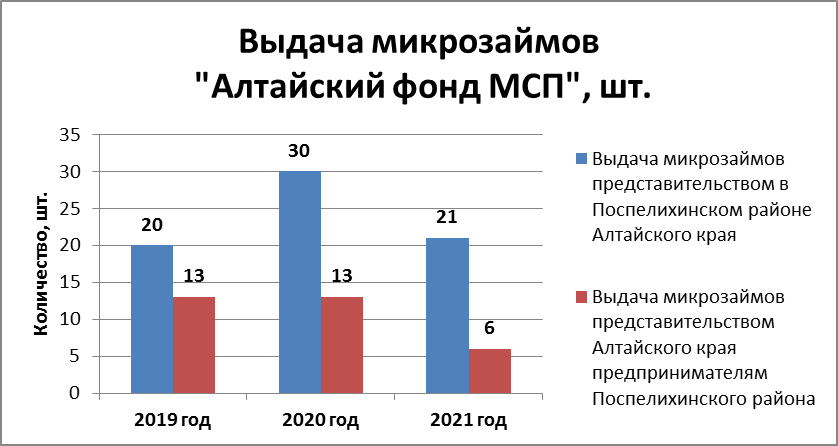 Выдача микрозаймов
"Алтайский фонд МСП", шт.
Количество, шт.
35
30
25
20
15
10
5
0
20
13
30
13
21
6
2019 год
2020 год
2021 год
Выдача микрозаймов
представительством в
Поспелихинском районе
Алтайского края
Выдача микрозаймов
представительством
Алтайского края
предпринимателям
Поспелихинского района